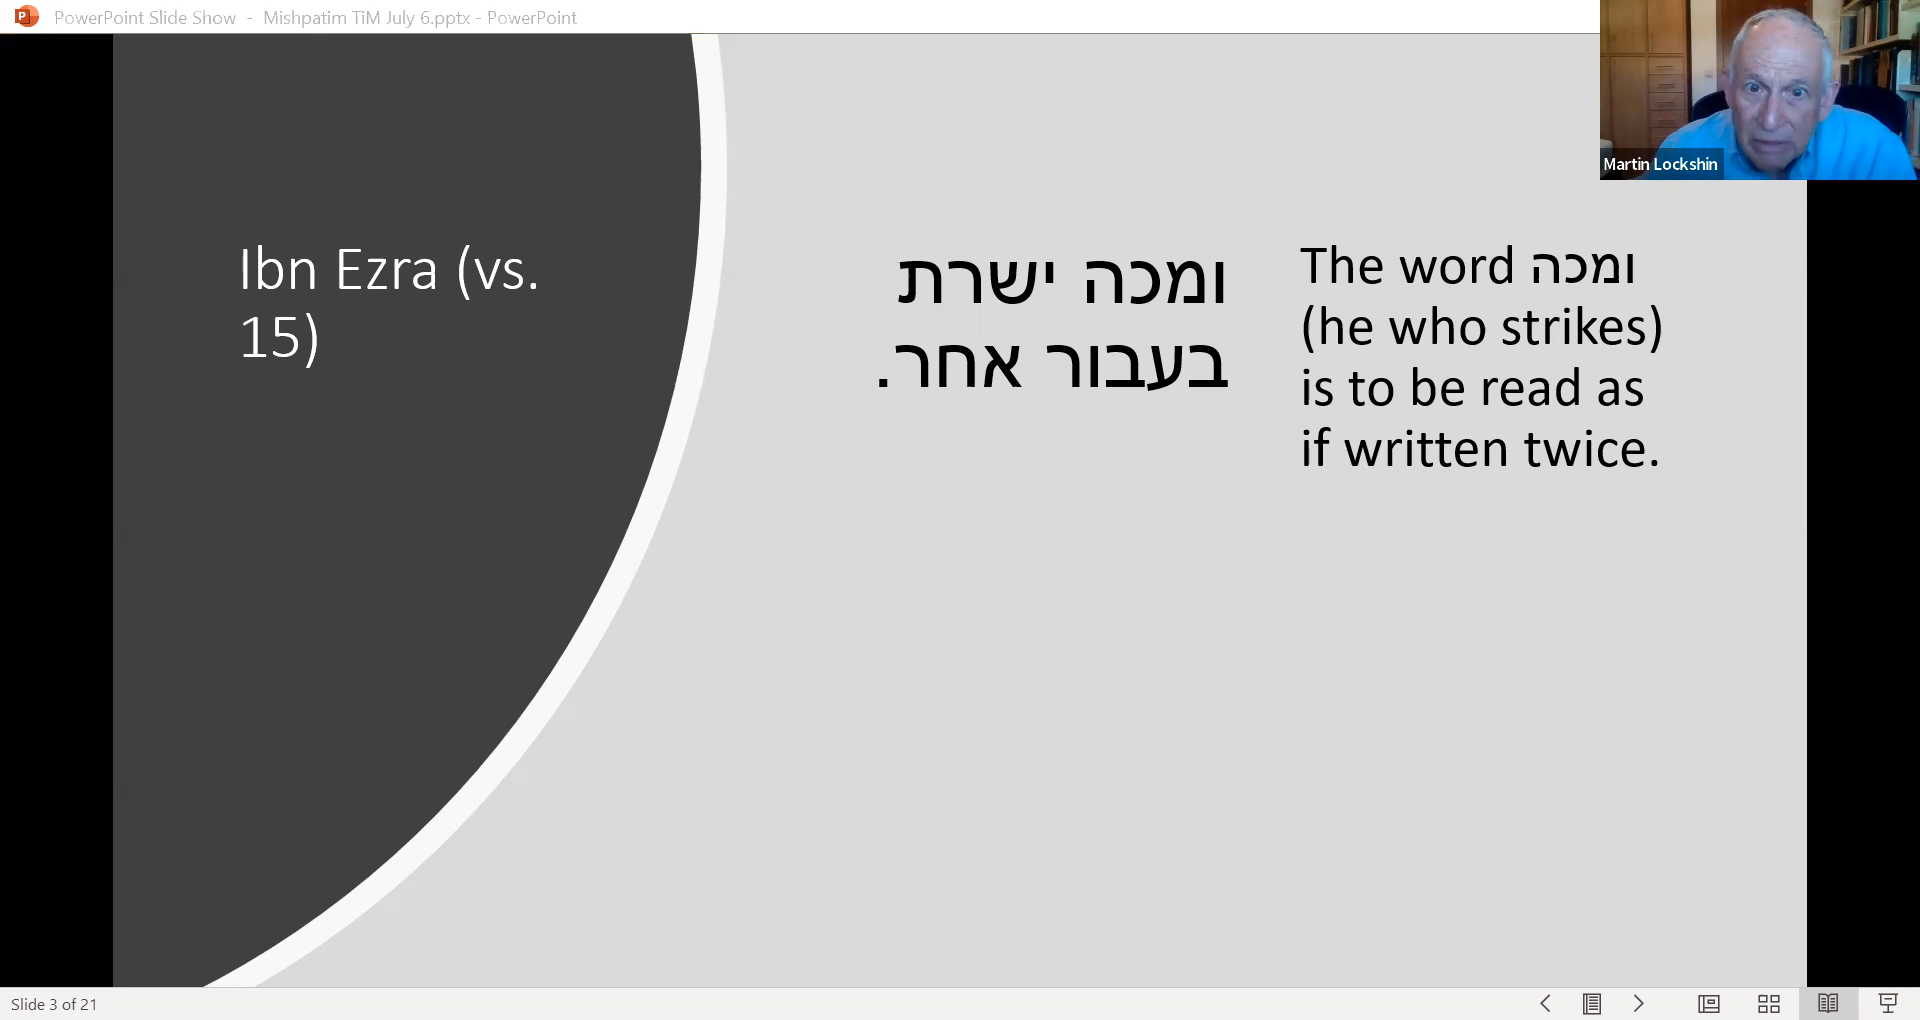 PowerPoint Slide Show - Mishpatim TiM July 6.pptx - PowerPoint
Martin Lockshin
Ibn Ezra (vs.
15)
ומכה ישרת
בעבור אחר.
The word ומכה
(he who strikes)
is to be read as
if written twice.
Slide 3 of 21